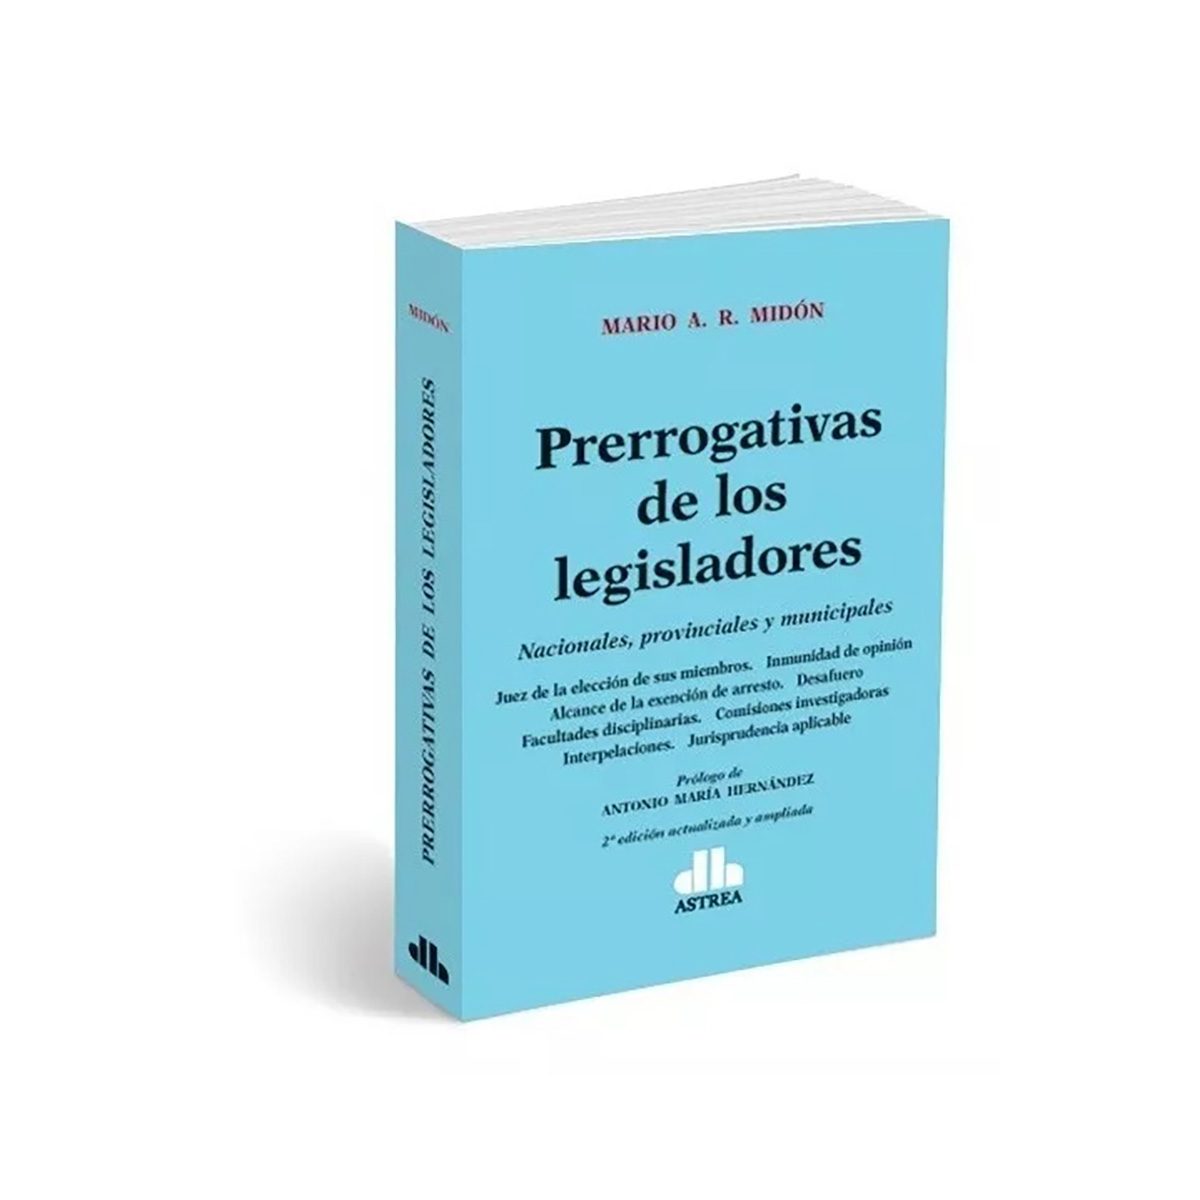 MIDÓN
PRERROGATIVAS DE LOS LEGISLADORES
MARIO A. R. MIDÓN
Prerrogativas
de los
legisladores
Nacionales, provinciales y municipales
Juez de la elección de sus miembros. Inmunidad de opinión
Alcance de la exención de arresto. Desafuero
Facultades disciplinarias. Comisiones investigadoras
Interpelaciones. Jurisprudencia aplicable
Prólogo de
ANTONIO MARÍA HERNÁNDEZ
2ª edición actualizada y ampliada
ASTREA